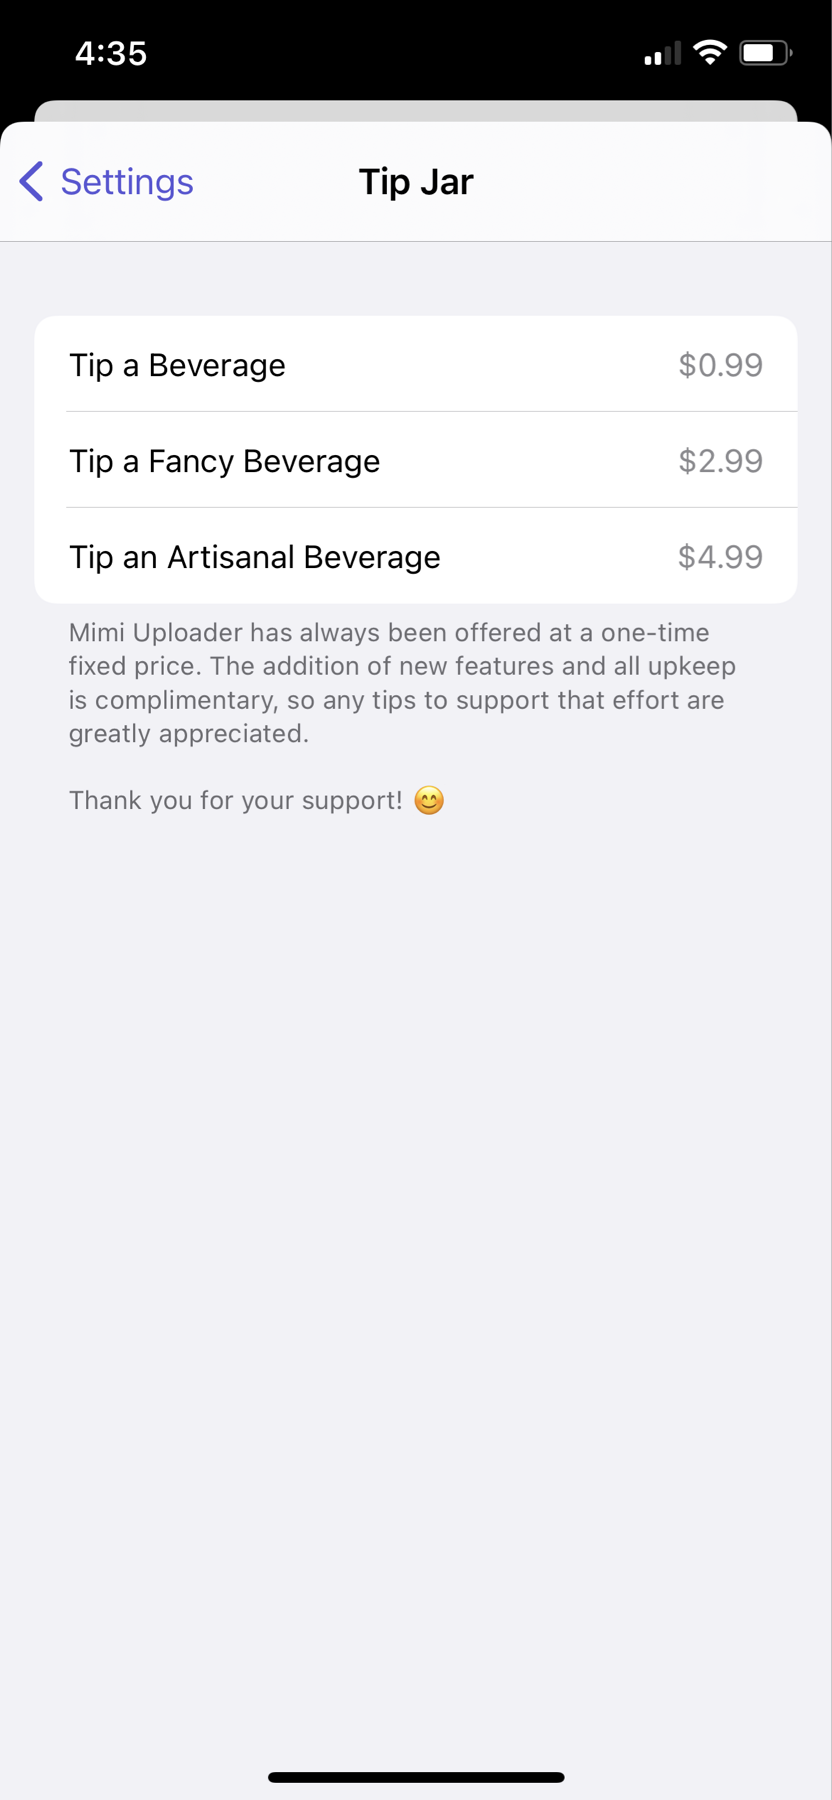 4:35
Settings
Tip Jar
Tip a Beverage
$0.99
Tip a Fancy Beverage
$2.99
Tip an Artisanal Beverage
$4.99
Mimi Uploader has always been offered at a one-time
fixed price. The addition of new features and all upkeep
is complimentary, so any tips to support that effort are
greatly appreciated.
Thank you for your support! 😊